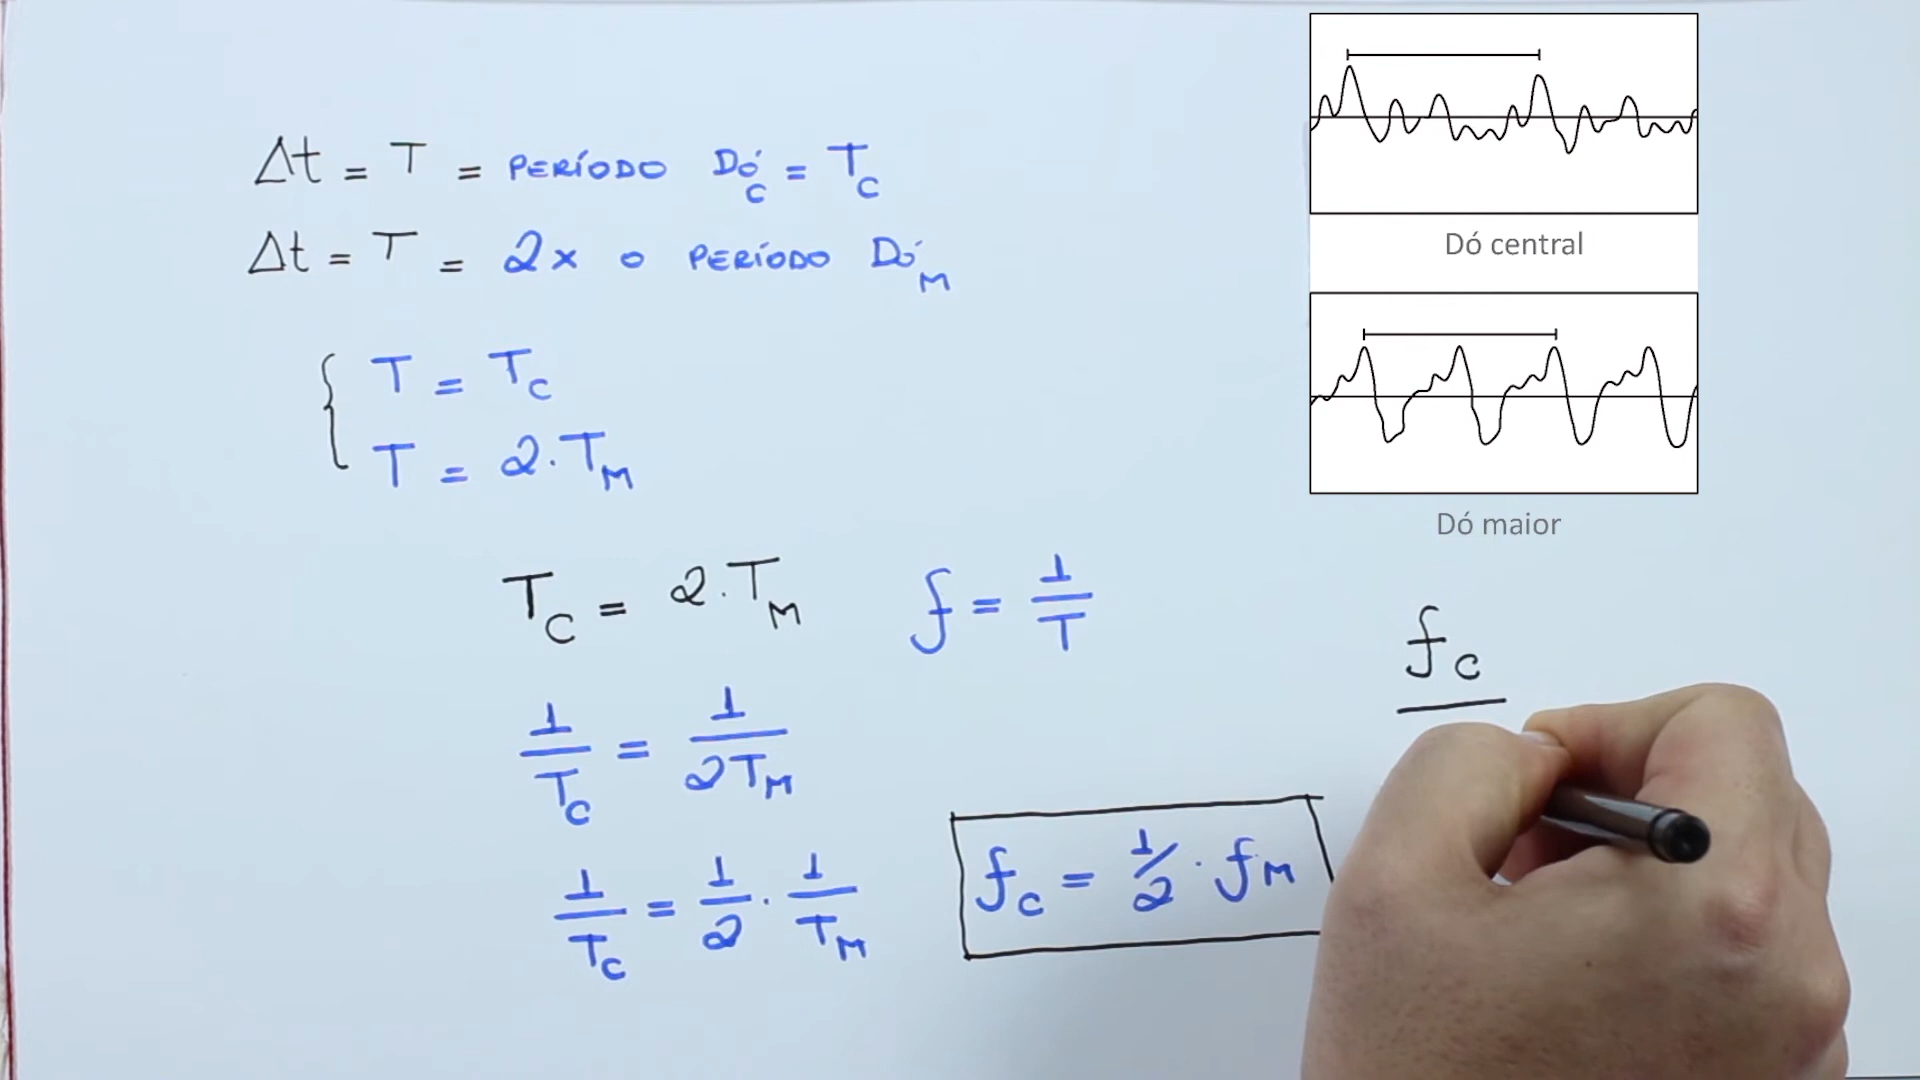 Δt = T = PERÍODO DÓ_C = T_C
Δt = T = 2x O PERÍODO DÓ_M
{ T = T_C
T = 2.T_M
T_C = 2.T_M
f = 1/T
1/T_C = 1/2T_M
1/T_C = 1/2 . 1/T_M
f_C = 1/2 . f_M
Dó central
Dó maior
f_C